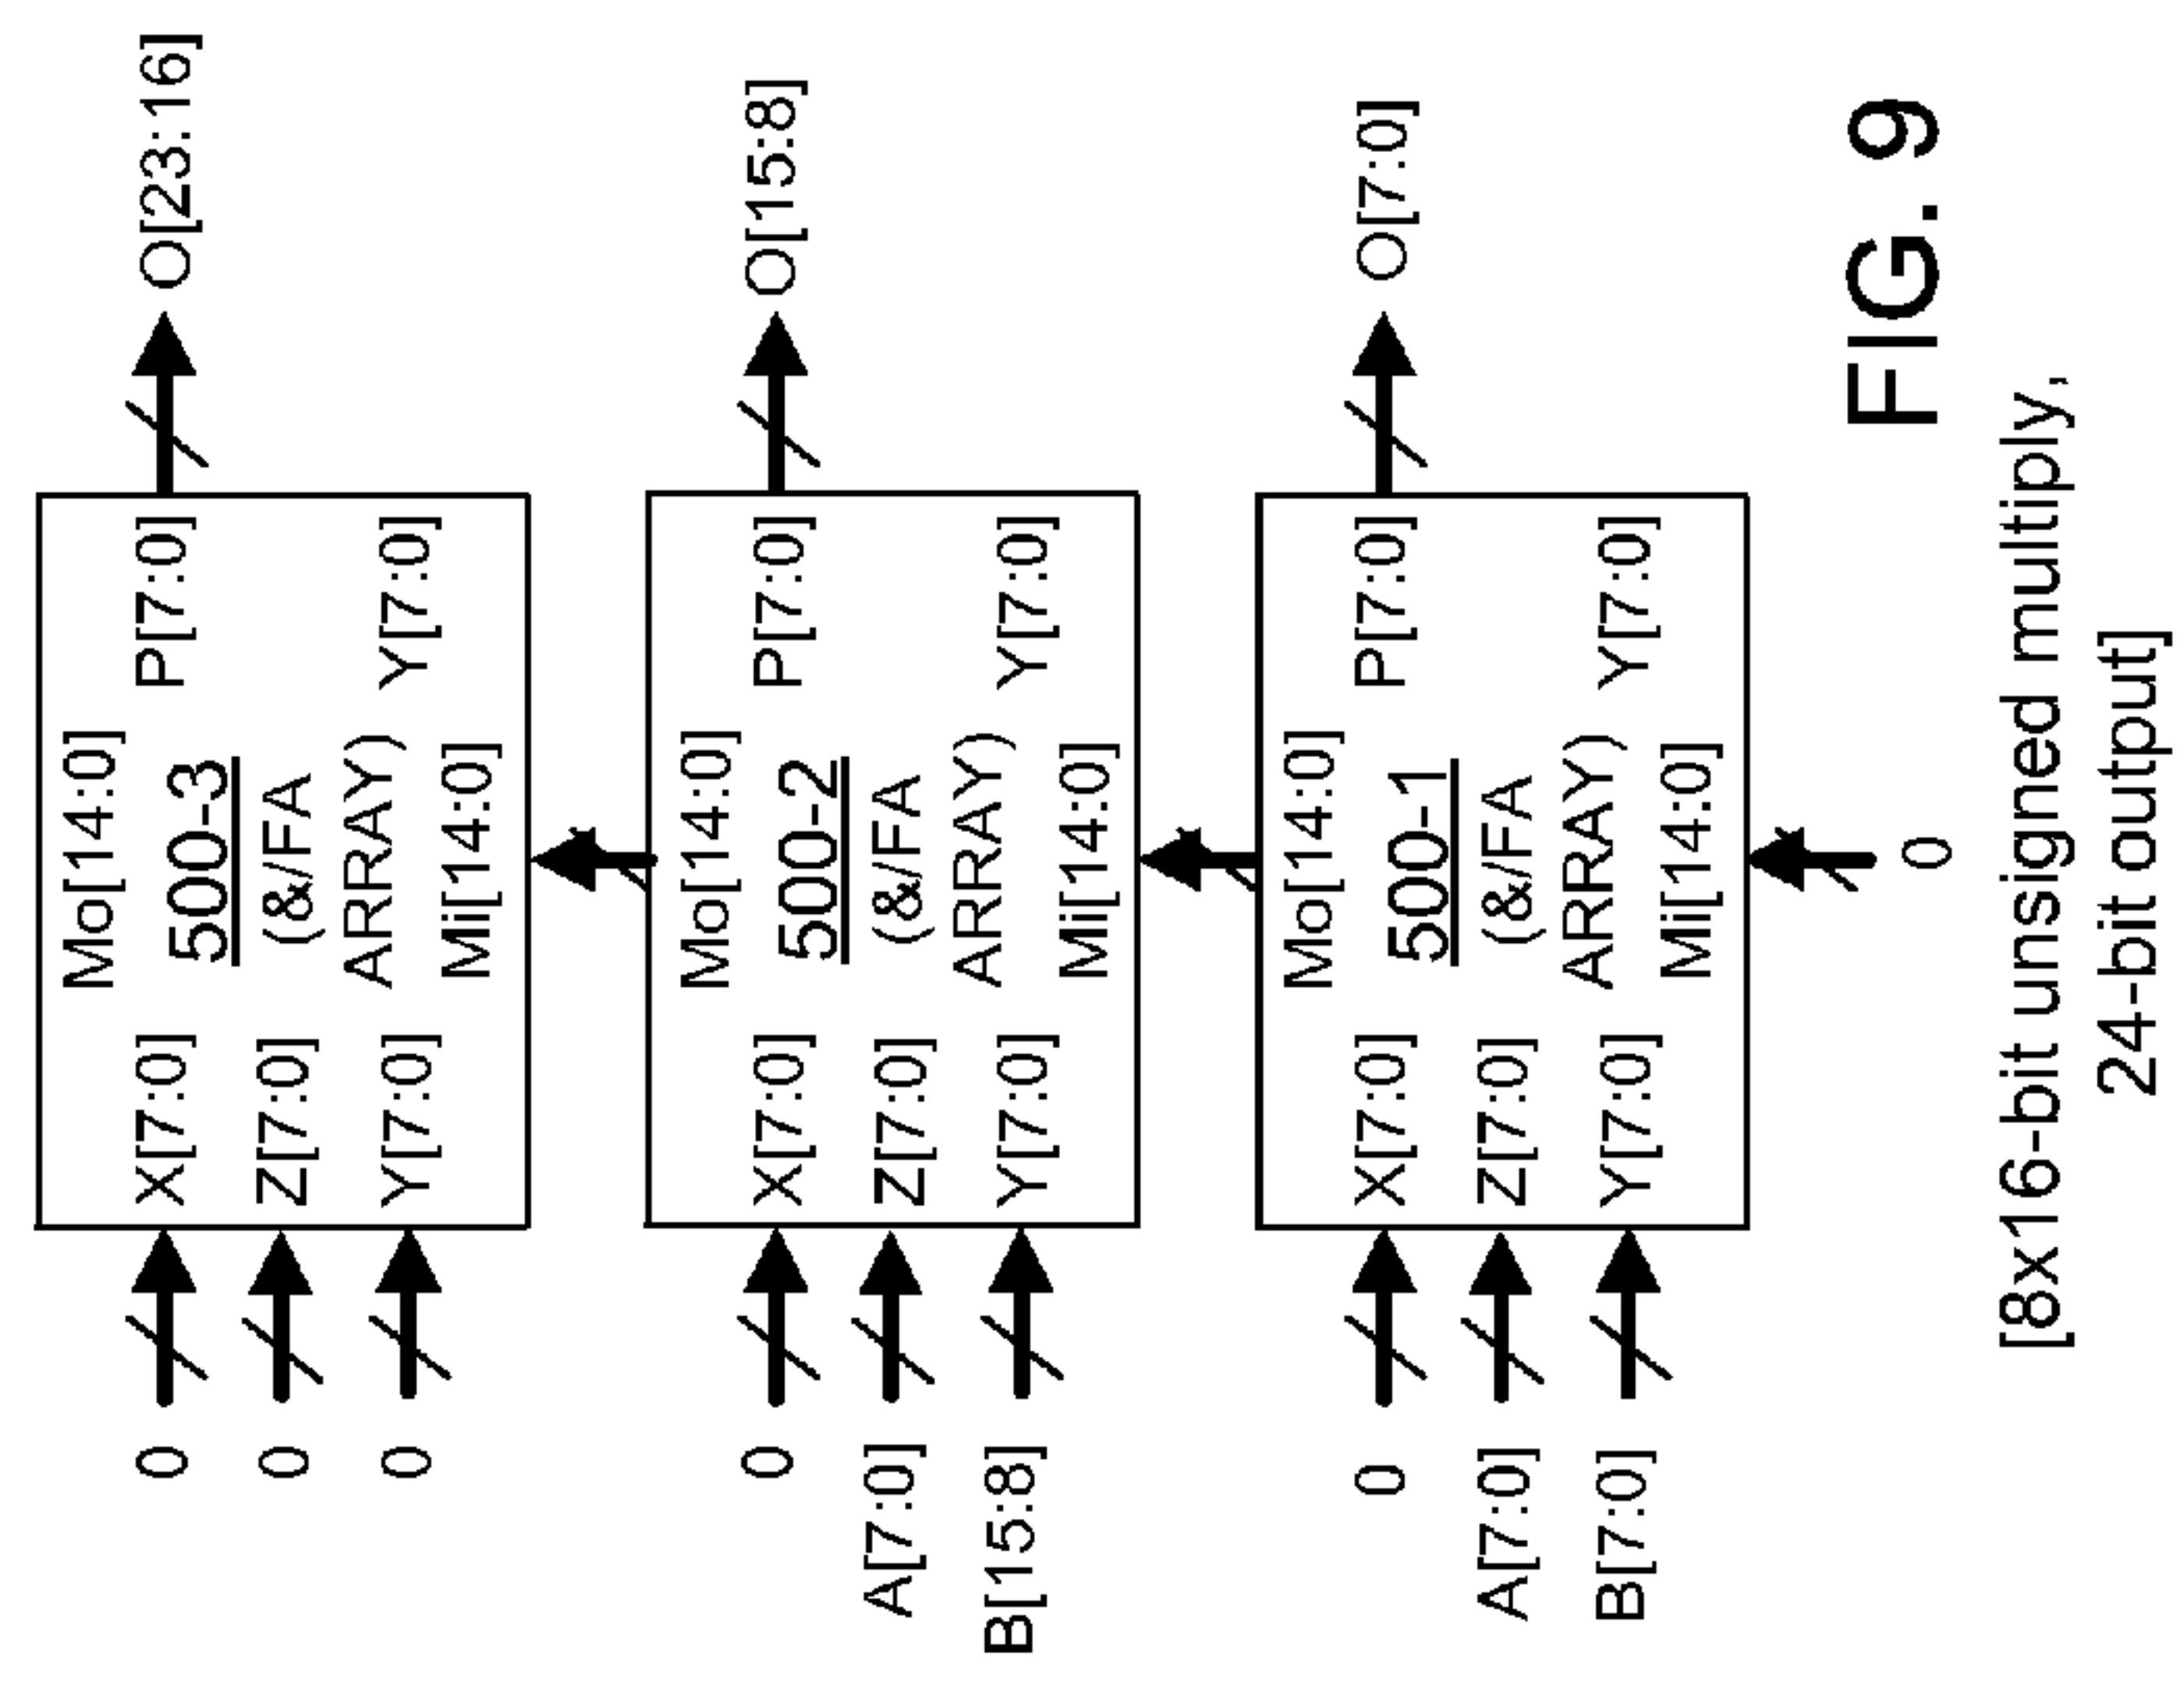 Mo[14:0]
0 X[7:0] 500-3 P[7:0] O[23:16]
0 Z[7:0] (&/FA
0 Y[7:0] ARRAY) Y[7:0]
Mi[14:0]
Mo[14:0]
0 X[7:0] 500-2 P[7:0] O[15:8]
A[7:0] Z[7:0] (&/FA
B[15:8] Y[7:0] ARRAY) Y[7:0]
Mi[14:0]
Mo[14:0]
0 X[7:0] 500-1 P[7:0] O[7:0]
A[7:0] Z[7:0] (&/FA
B[7:0] Y[7:0] ARRAY) Y[7:0]
Mi[14:0]
0
FIG. 9
[8x16-bit unsigned multiply,
24-bit output]